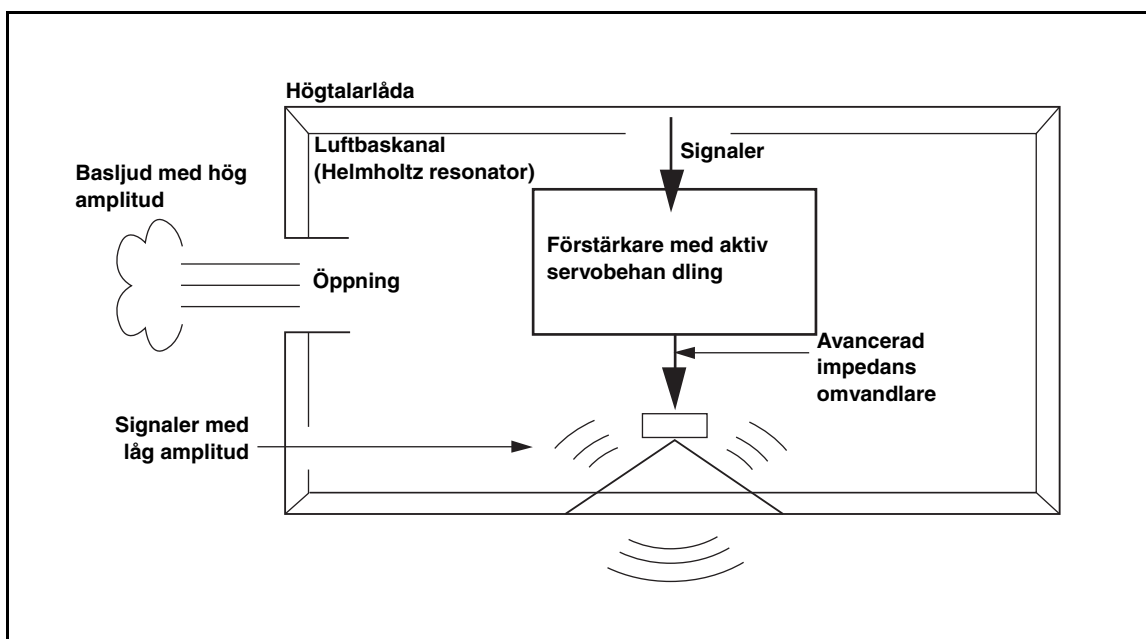 Högtalarlåda
Luftbaskanal
(Helmholtz resonator)
Signaler
Basljud med hög
amplitud
Förstärkare med aktiv
servobehan dling
Öppning
Avancerad
impedans
omvandlare
Signaler med
låg amplitud